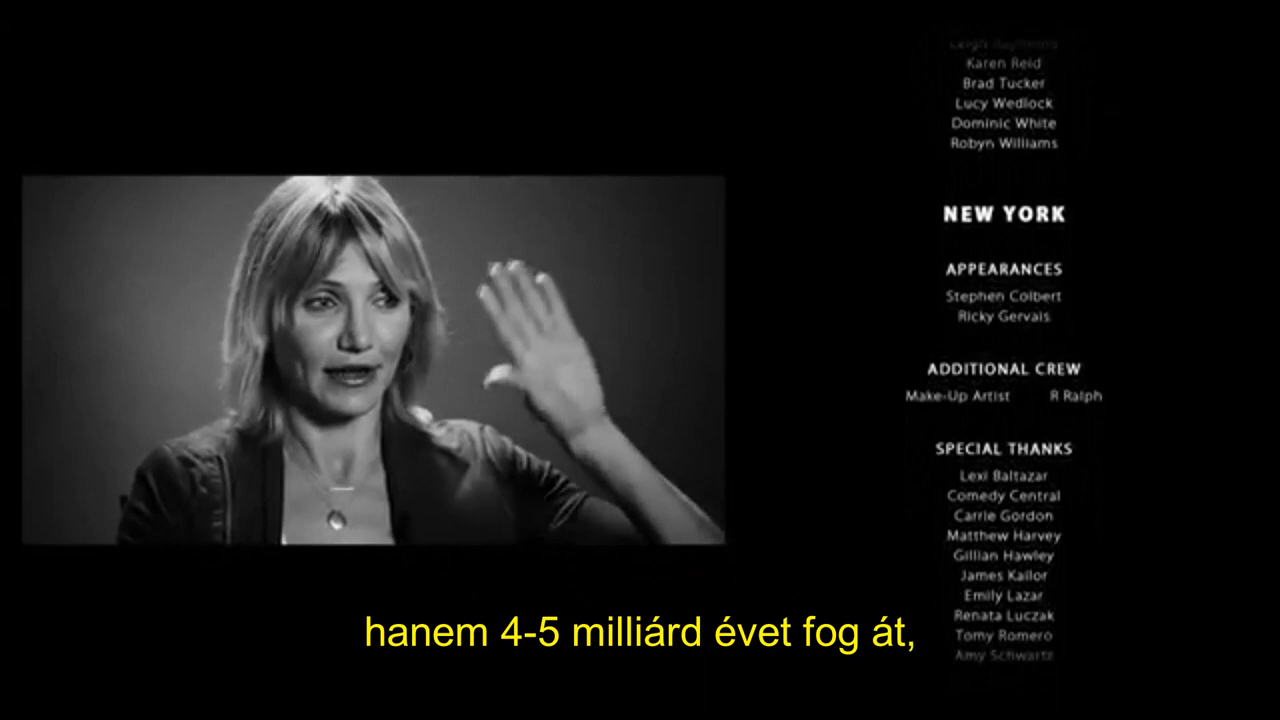 Karen Reid
Brad Tucker
Lucy Wedlock
Dominic White
Robyn Williams
NEW YORK
APPEARANCES
Stephen Colbert
Ricky Gervais
ADDITIONAL CREW
Make-Up Artist R Ralph
SPECIAL THANKS
Lexi Baltazar
Comedy Central
Carrie Gordon
Matthew Harvey
Gillian Hawley
James Kailor
Emily Lazar
Renata Luczak
Tomy Romero
Amy Schwartz
hanem 4-5 milliárd évet fog át,